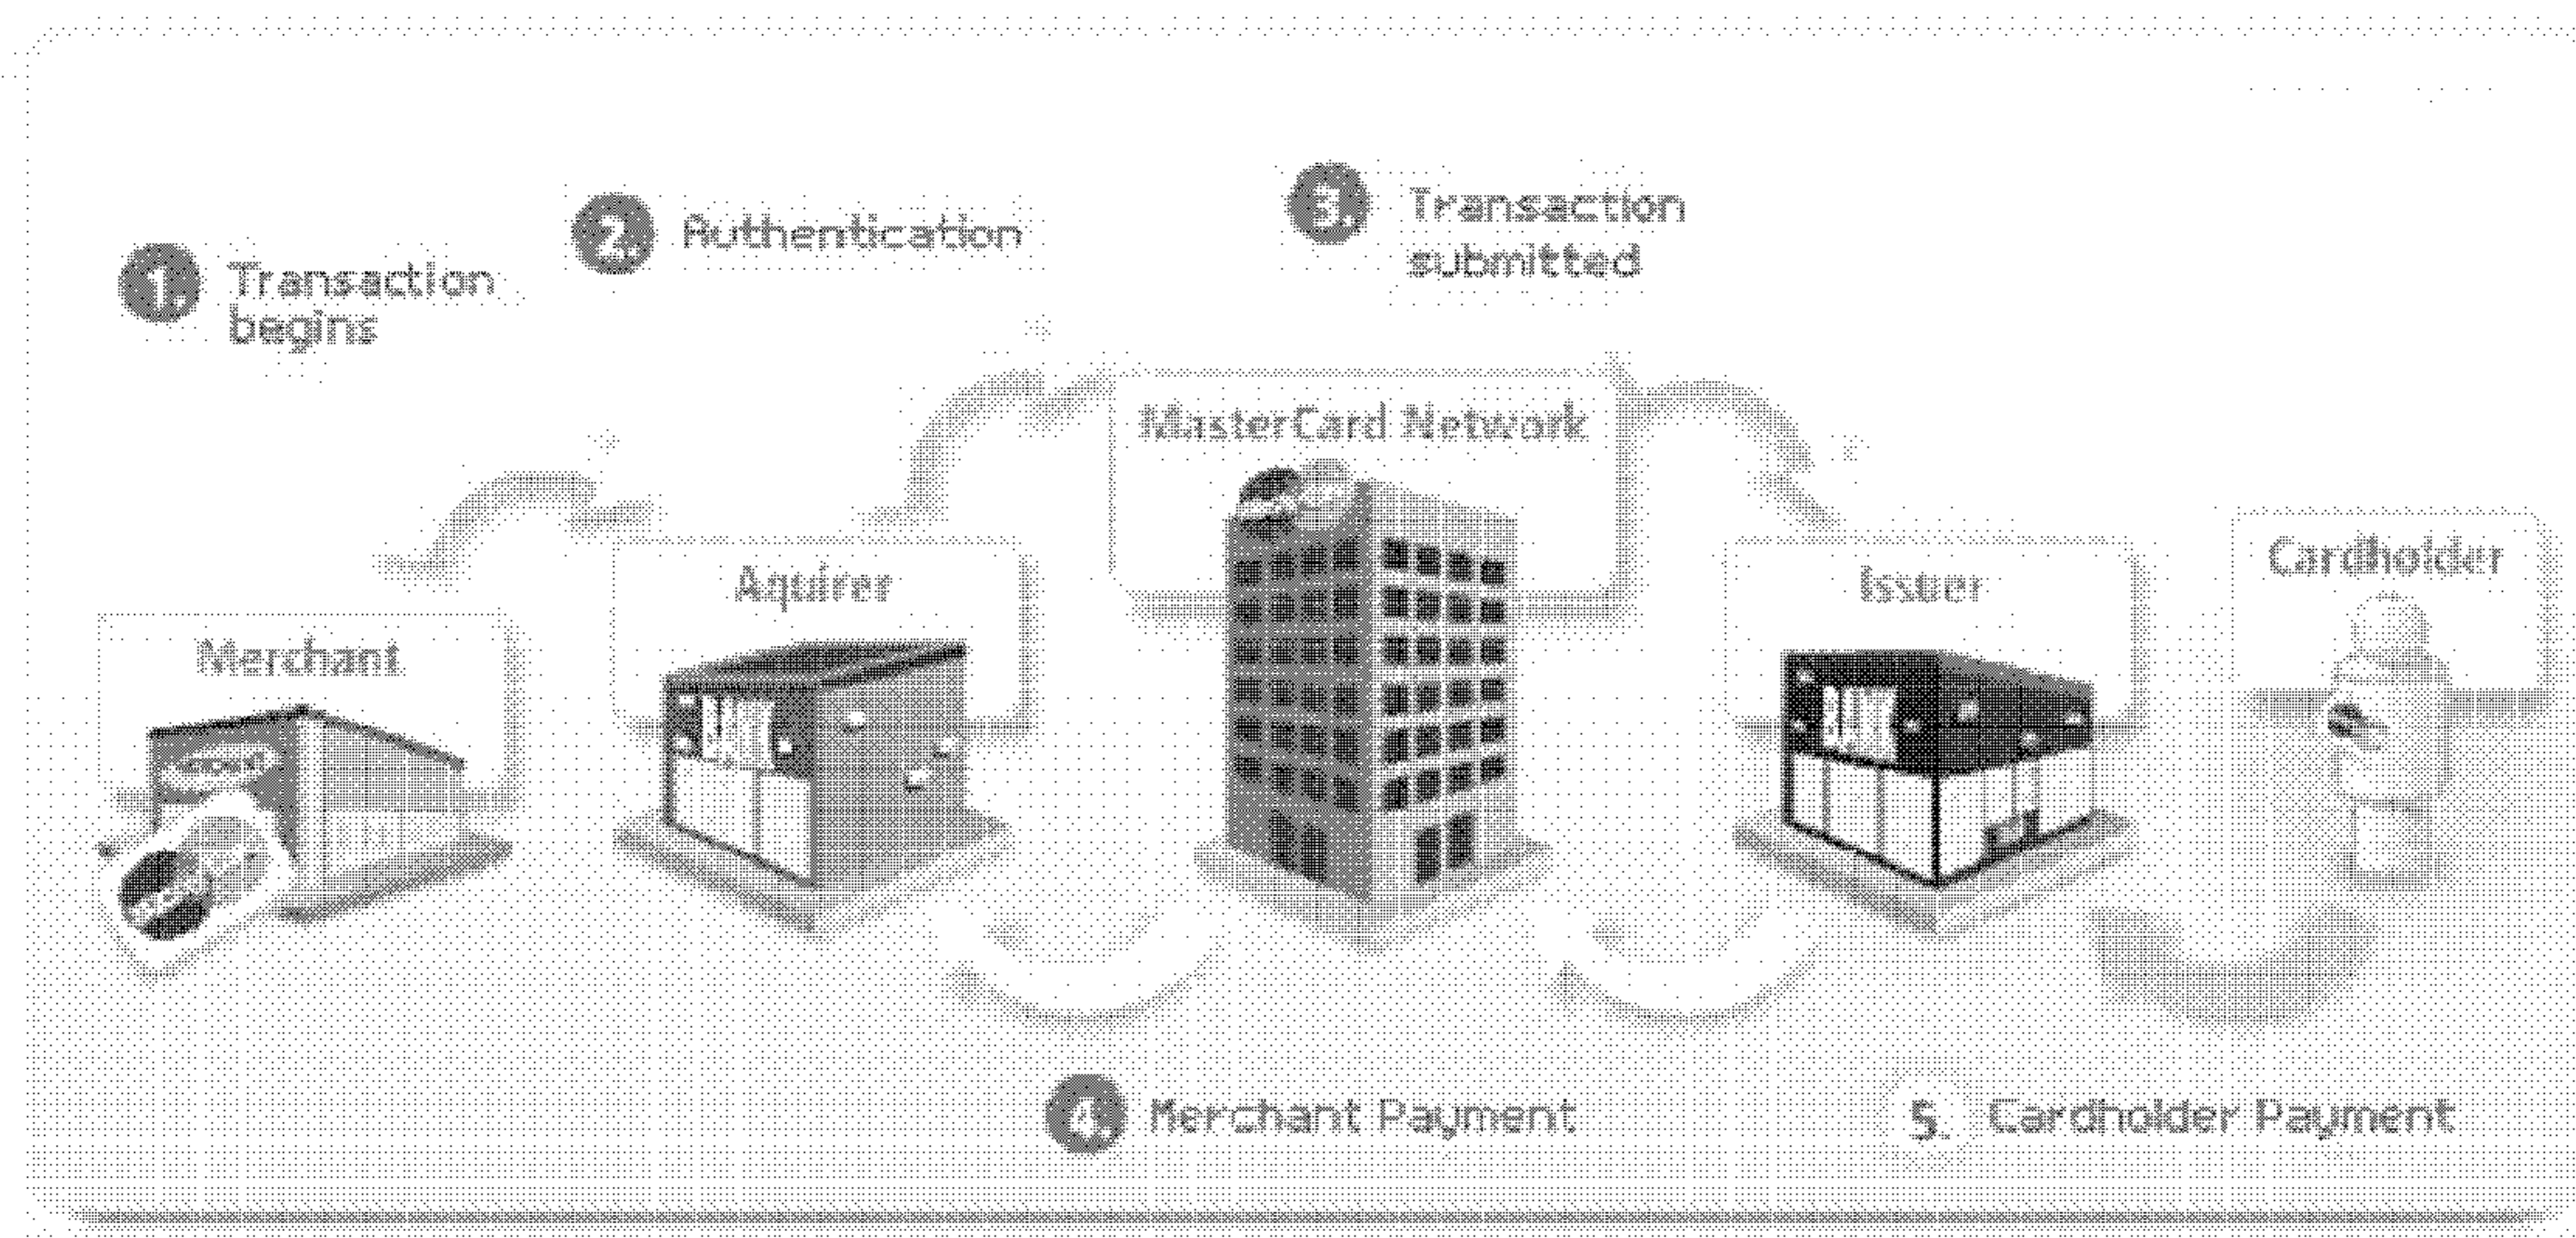 1. Transaction
begins
2. Authentication
3. Transaction
submitted
Merchant
Aquirer
MasterCard Network
Issuer
Cardholder
4. Merchant Payment
5. Cardholder Payment